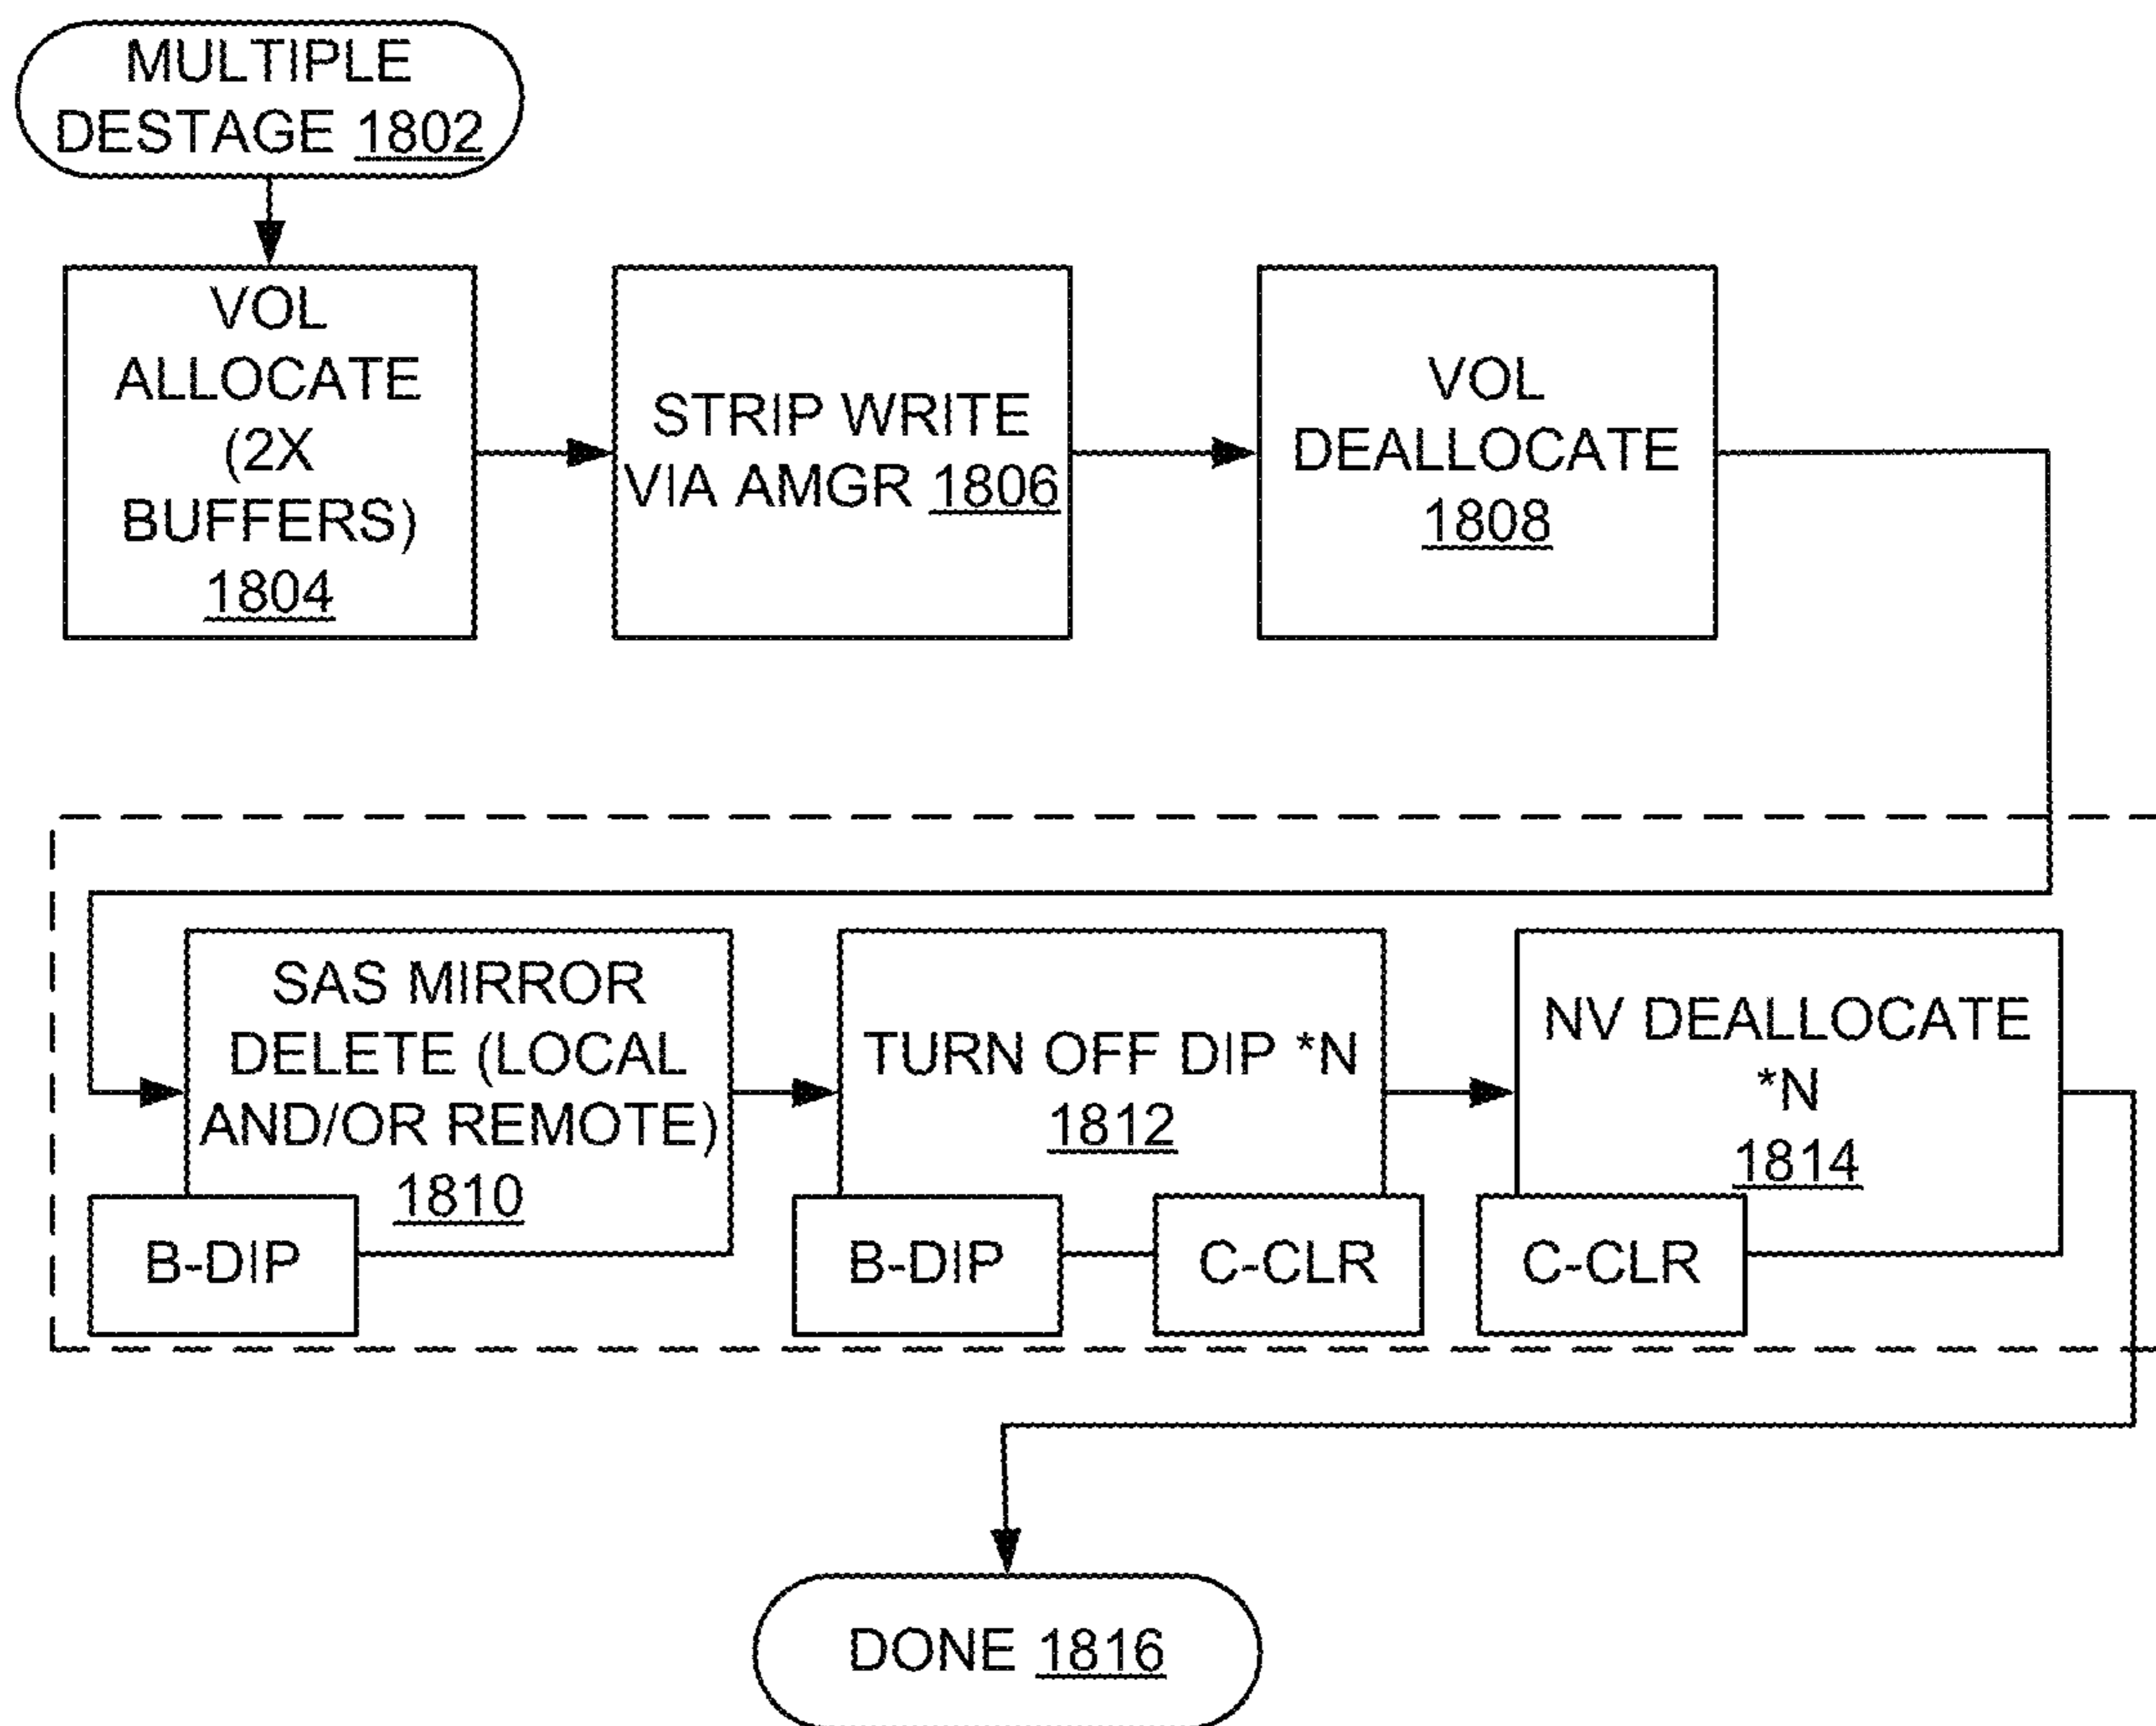 MULTIPLE
DESTAGE 1802
VOL
ALLOCATE
(2X
BUFFERS)
1804
STRIP WRITE
VIA AMGR 1806
VOL
DEALLOCATE
1808
SAS MIRROR
DELETE (LOCAL
AND/OR REMOTE)
1810
B-DIP
TURN OFF DIP *N
1812
B-DIP
C-CLR
NV DEALLOCATE
*N
1814
C-CLR
DONE 1816